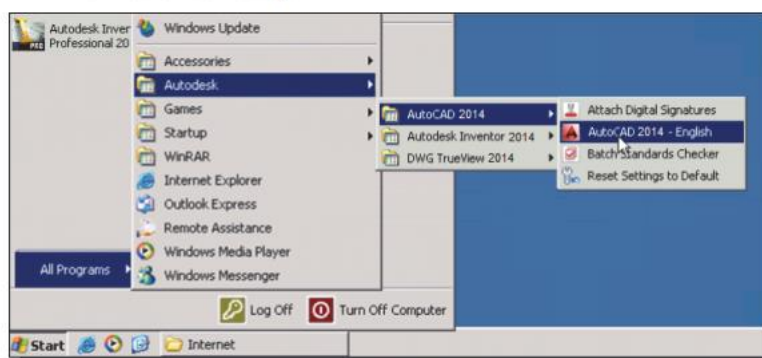 Autodesk Inver
Professional 20
PRO
All Programs
Windows Update
Accessories
Autodesk
Games
Startup
WinRAR
Internet Explorer
Outlook Express
Remote Assistance
Windows Media Player
Windows Messenger
AutoCAD 2014
Autodesk Inventor 2014
DWG TrueView 2014
Attach Digital Signatures
AutoCAD 2014 - English
Batch Standards Checker
Reset Settings to Default
Log Off
Turn Off Computer
Start
Internet